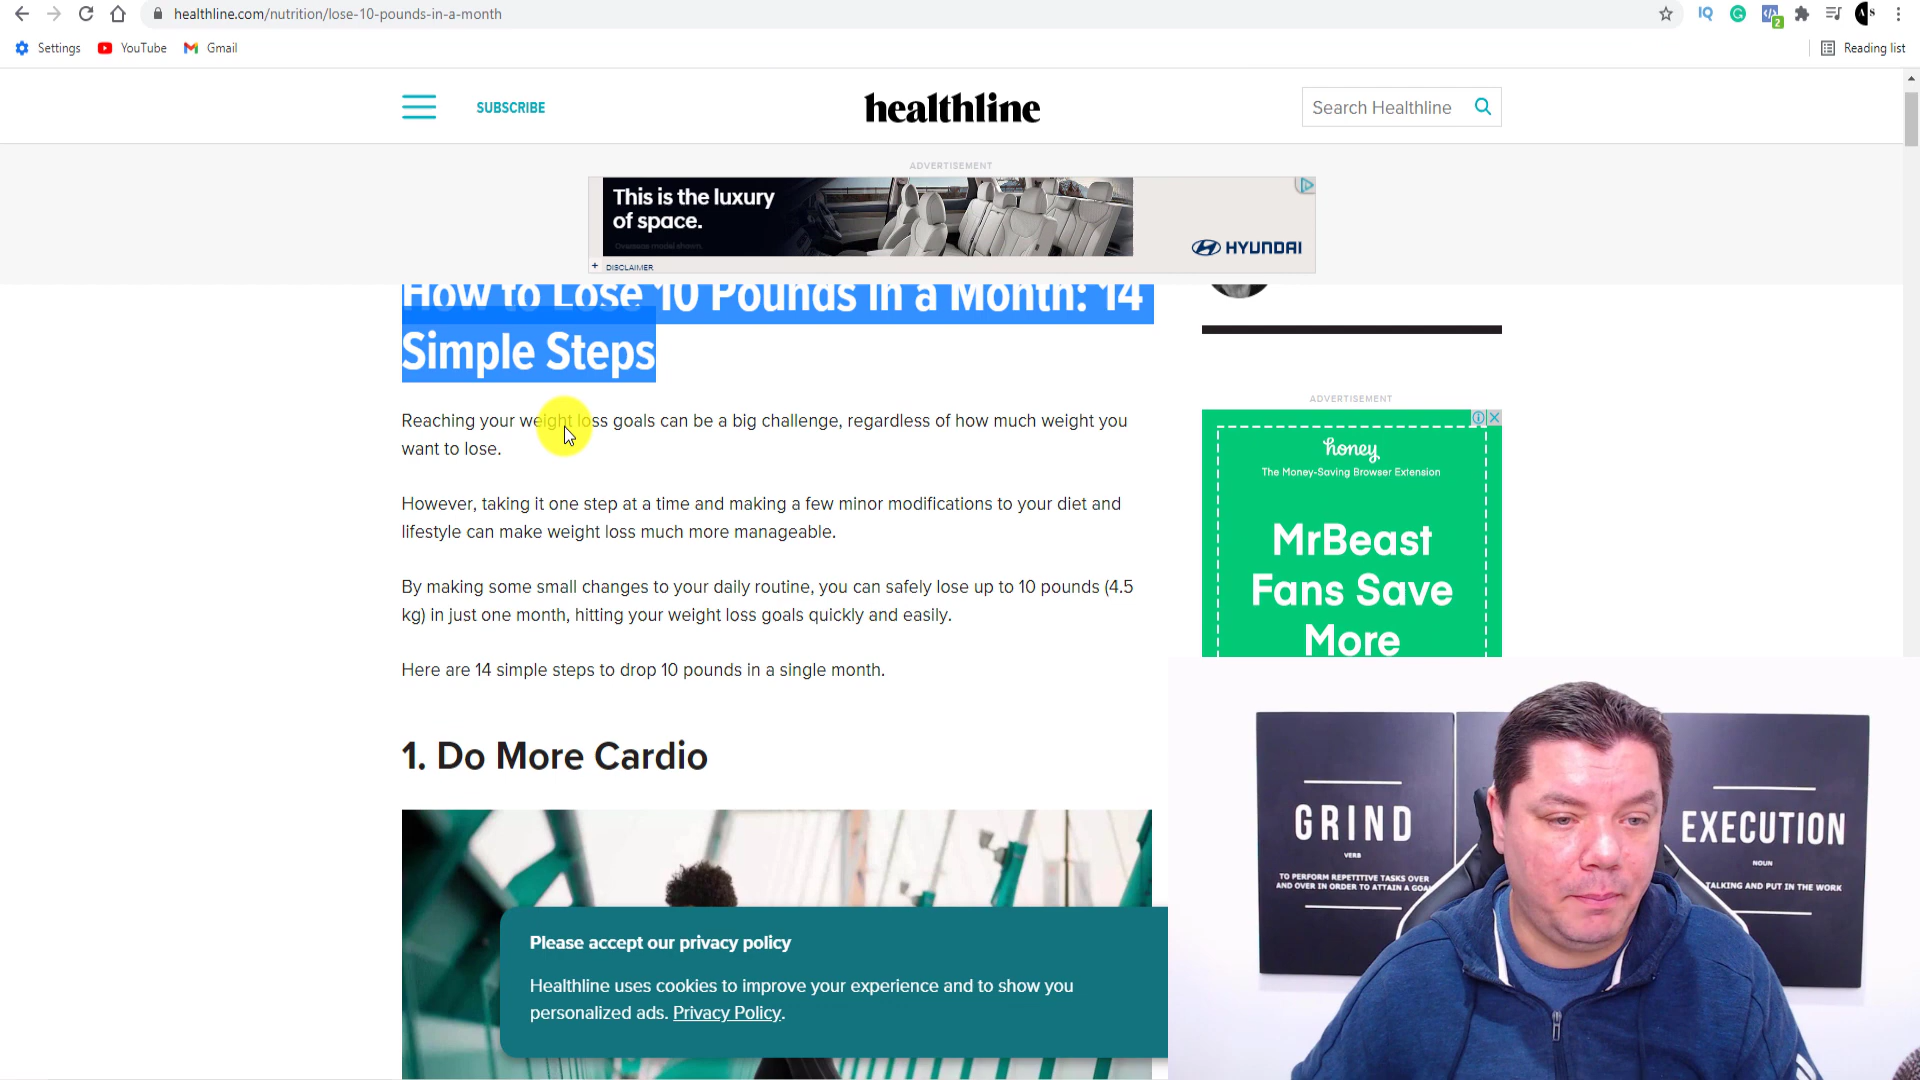 healthline.com/nutrition/lose-10-pounds-in-a-month
IQ
2
Settings
YouTube
Gmail
Reading list
SUBSCRIBE
healthline
Search Healthline
ADVERTISEMENT
This is the luxury
of space.
Overseas model shown.
HYUNDAI
+ DISCLAIMER
How to Lose 10 Pounds in a Month: 14
Simple Steps
Reaching your weight loss goals can be a big challenge, regardless of how much weight you
want to lose.
However, taking it one step at a time and making a few minor modifications to your diet and
lifestyle can make weight loss much more manageable.
By making some small changes to your daily routine, you can safely lose up to 10 pounds (4.5
kg) in just one month, hitting your weight loss goals quickly and easily.
Here are 14 simple steps to drop 10 pounds in a single month.
1. Do More Cardio
ADVERTISEMENT
honey
The Money-Saving Browser Extension
MrBeast
Fans Save
More
Please accept our privacy policy
Healthline uses cookies to improve your experience and to show you
personalized ads. Privacy Policy.
GRIND
VERB
TO PERFORM REPETITIVE TASKS OVER
AND OVER IN ORDER TO ATTAIN A GOA
EXECUTION
NOUN
TALKING AND PUT IN THE WORK